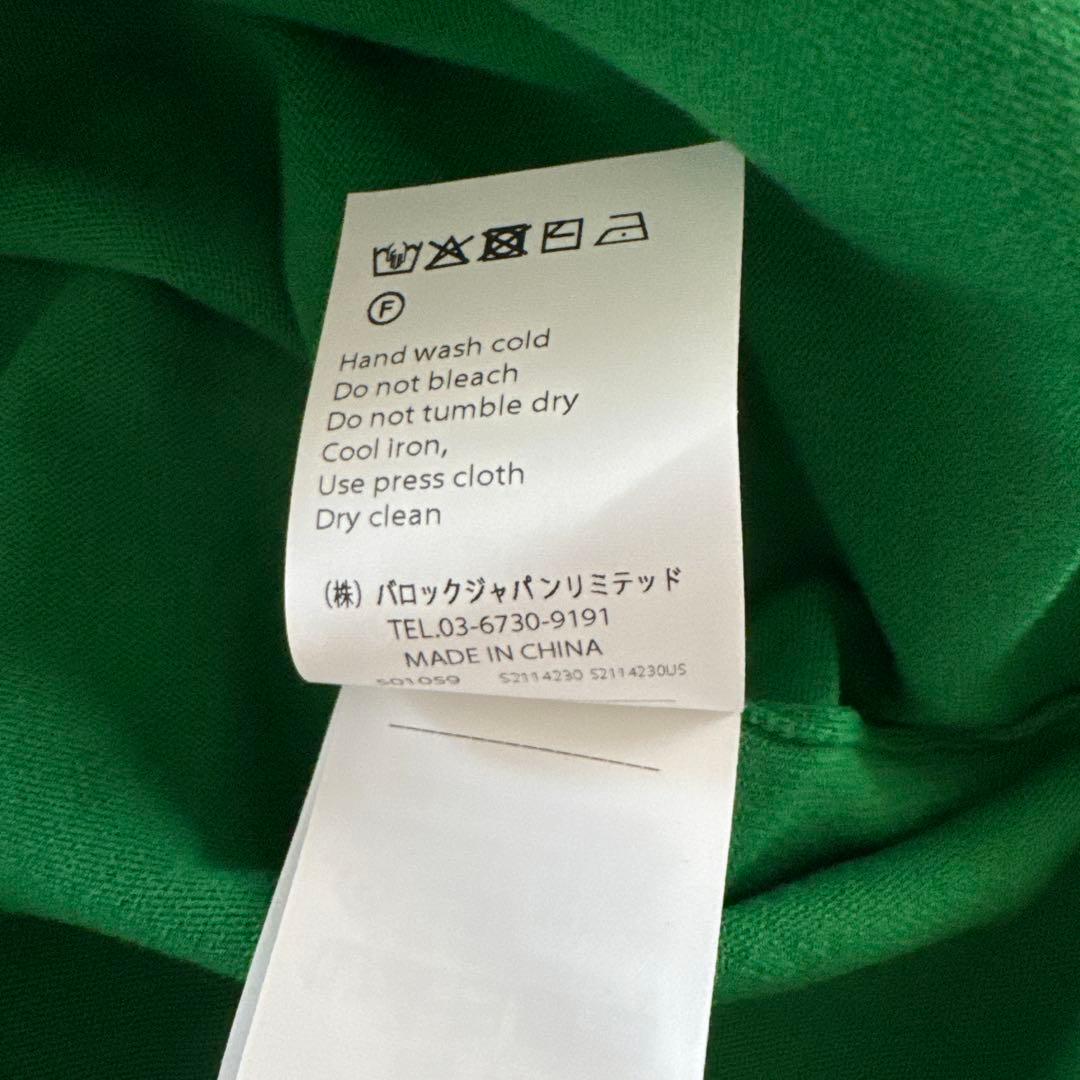 F
Hand wash cold
Do not bleach
Do not tumble dry
Cool iron,
Use press cloth
Dry clean
(株) バロックジャパンリミテッド
TEL.03-6730-9191
MADE IN CHINA
501059 S2114230 S2114230US